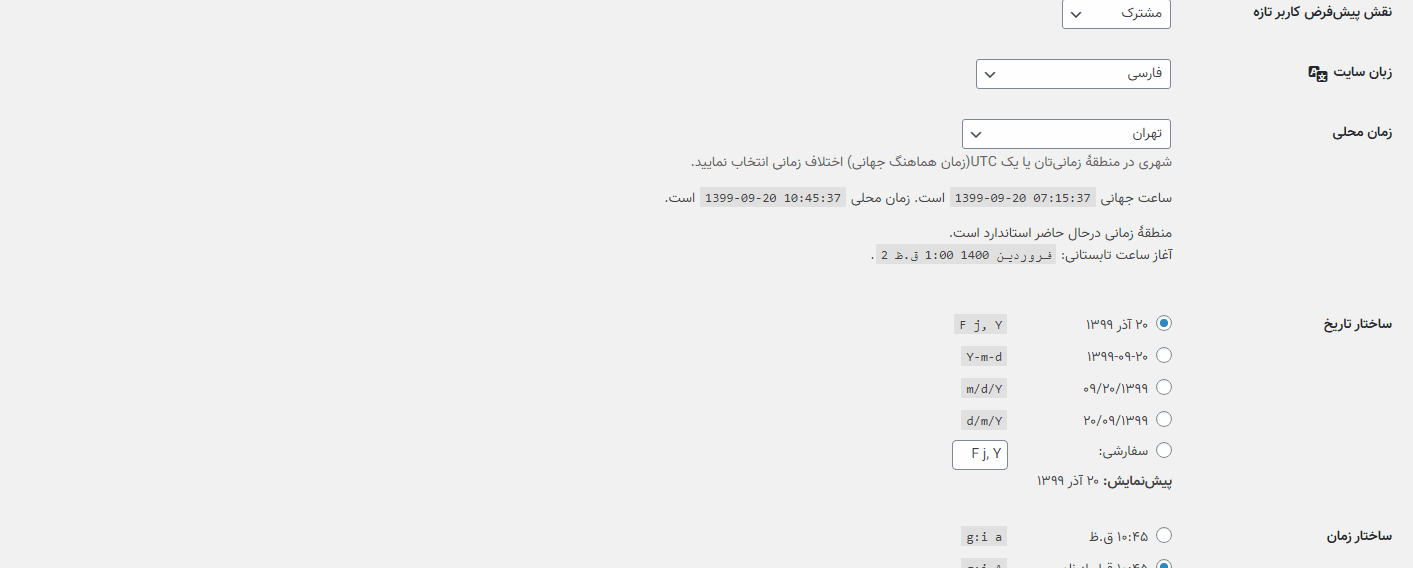 نقش پیش‌فرض کاربر تازه مشترک
زبان سایت فارسی
زمان محلی تهران
شهری در منطقهٔ زمانی‌تان یا یک UTC(زمان هماهنگ جهانی) اختلاف زمانی انتخاب نمایید.
ساعت جهانی 1399-09-20 07:15:37 است. زمان محلی 1399-09-20 10:45:37 است.
منطقهٔ زمانی درحال حاضر استاندارد است.
آغاز ساعت تابستانی: فروردین 1400 1:00 ق.ظ 2.
ساختار تاریخ ۲۰ آذر ۱۳۹۹ F j, Y
۱۳۹۹-۰۹-۲۰ Y-m-d
۰۹/۲۰/۱۳۹۹ m/d/Y
۲۰/۰۹/۱۳۹۹ d/m/Y
سفارشی: F j, Y
پیش‌نمایش: ۲۰ آذر ۱۳۹۹
ساختار زمان ۱۰:۴۵ ق.ظ g:i a